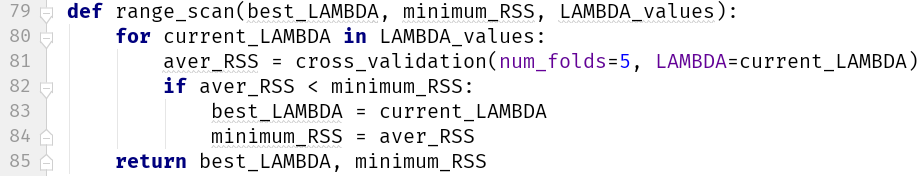 79 def range_scan(best_LAMBDA, minimum_RSS, LAMBDA_values):
80     for current_LAMBDA in LAMBDA_values:
81         aver_RSS = cross_validation(num_folds=5, LAMBDA=current_LAMBDA)
82         if aver_RSS < minimum_RSS:
83             best_LAMBDA = current_LAMBDA
84             minimum_RSS = aver_RSS
85     return best_LAMBDA, minimum_RSS